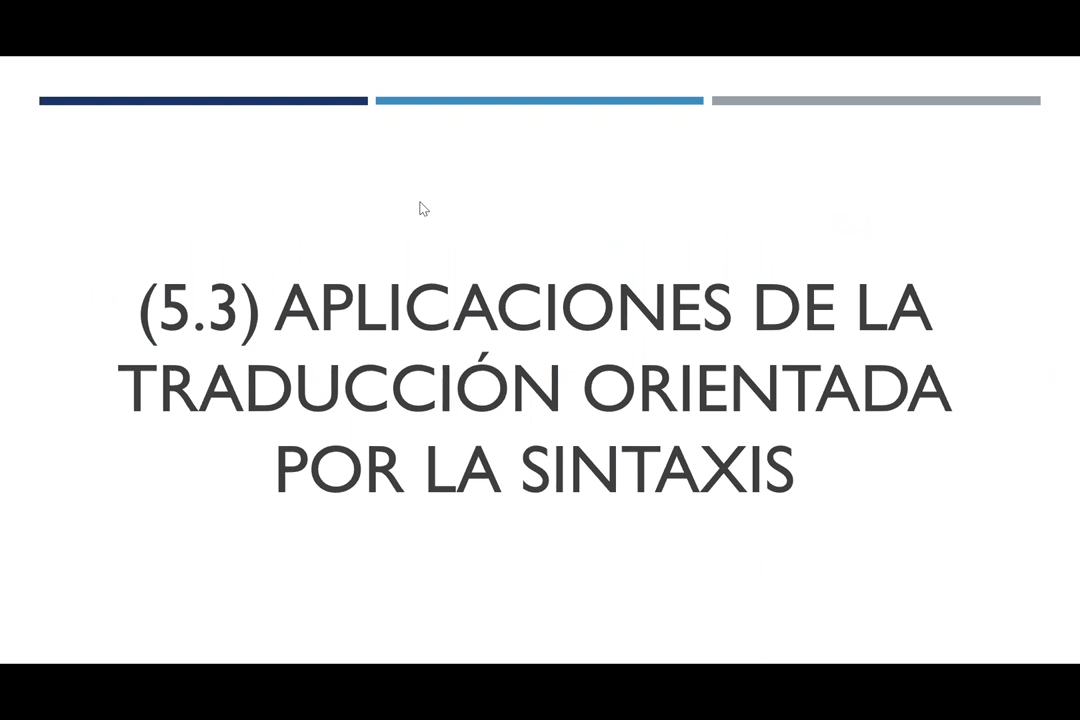 (5.3) APLICACIONES DE LA
TRADUCCIÓN ORIENTADA
POR LA SINTAXIS